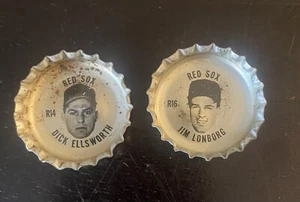 RED SOX
R14
DICK ELLSWORTH
RED SOX
R16
JIM LONBORG